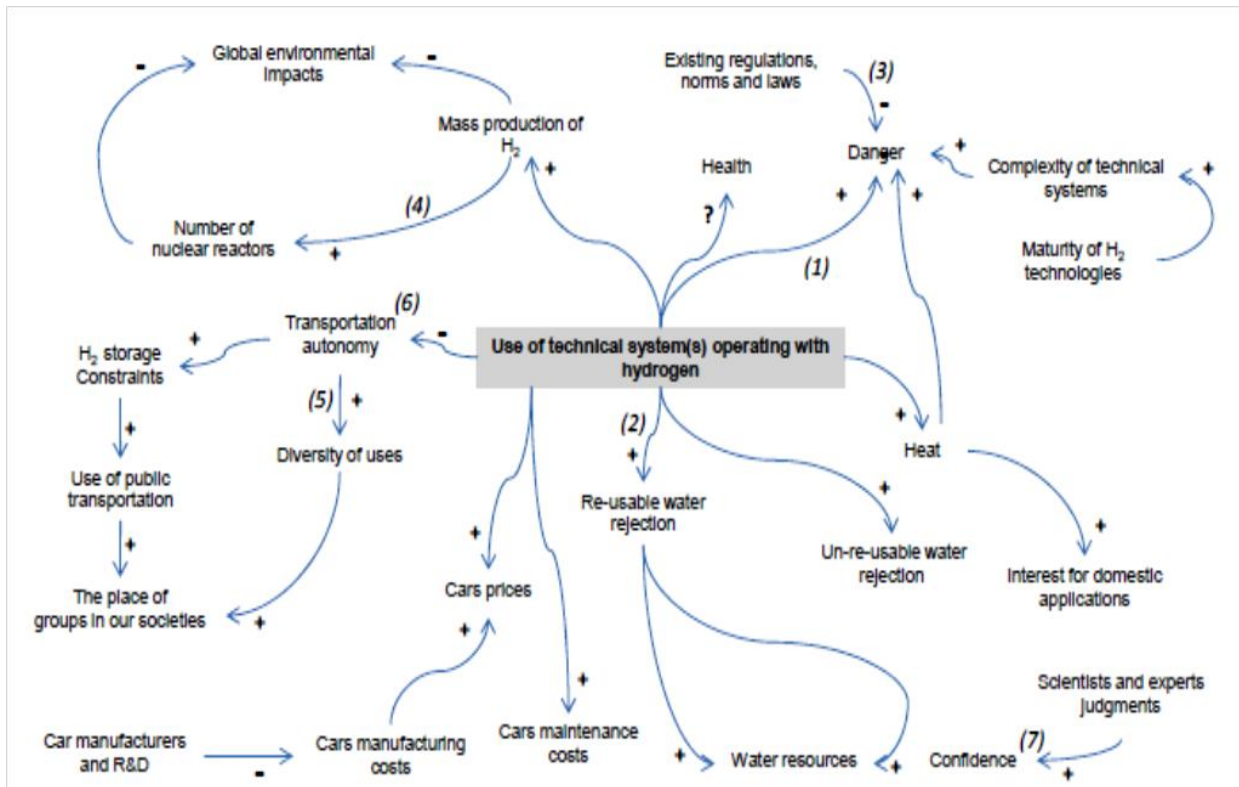 Global environmental
impacts
-
-
Existing regulations,
norms and laws
(3)
-
Mass production of
H2
+
Health
?
Danger
+
+
+
Complexity of technical
systems
+
Maturity of H2
technologies
(1)
(4)
Number of
nuclear reactors
+
(6)
Transportation
autonomy
-
Use of technical system(s) operating with
hydrogen
+
H2 storage
Constraints
(5)
+
+
Diversity of uses
(2)
+
+
Heat
Use of public
transportation
Re-usable water
rejection
+
+
+
Un-re-usable water
rejection
+
Interest for domestic
applications
The place of
groups in our societies
+
Cars prices
+
Scientists and experts
judgments
+
Car manufacturers
and R&D
-
Cars manufacturing
costs
Cars maintenance
costs
+
Water resources
+
Confidence
(7)
+